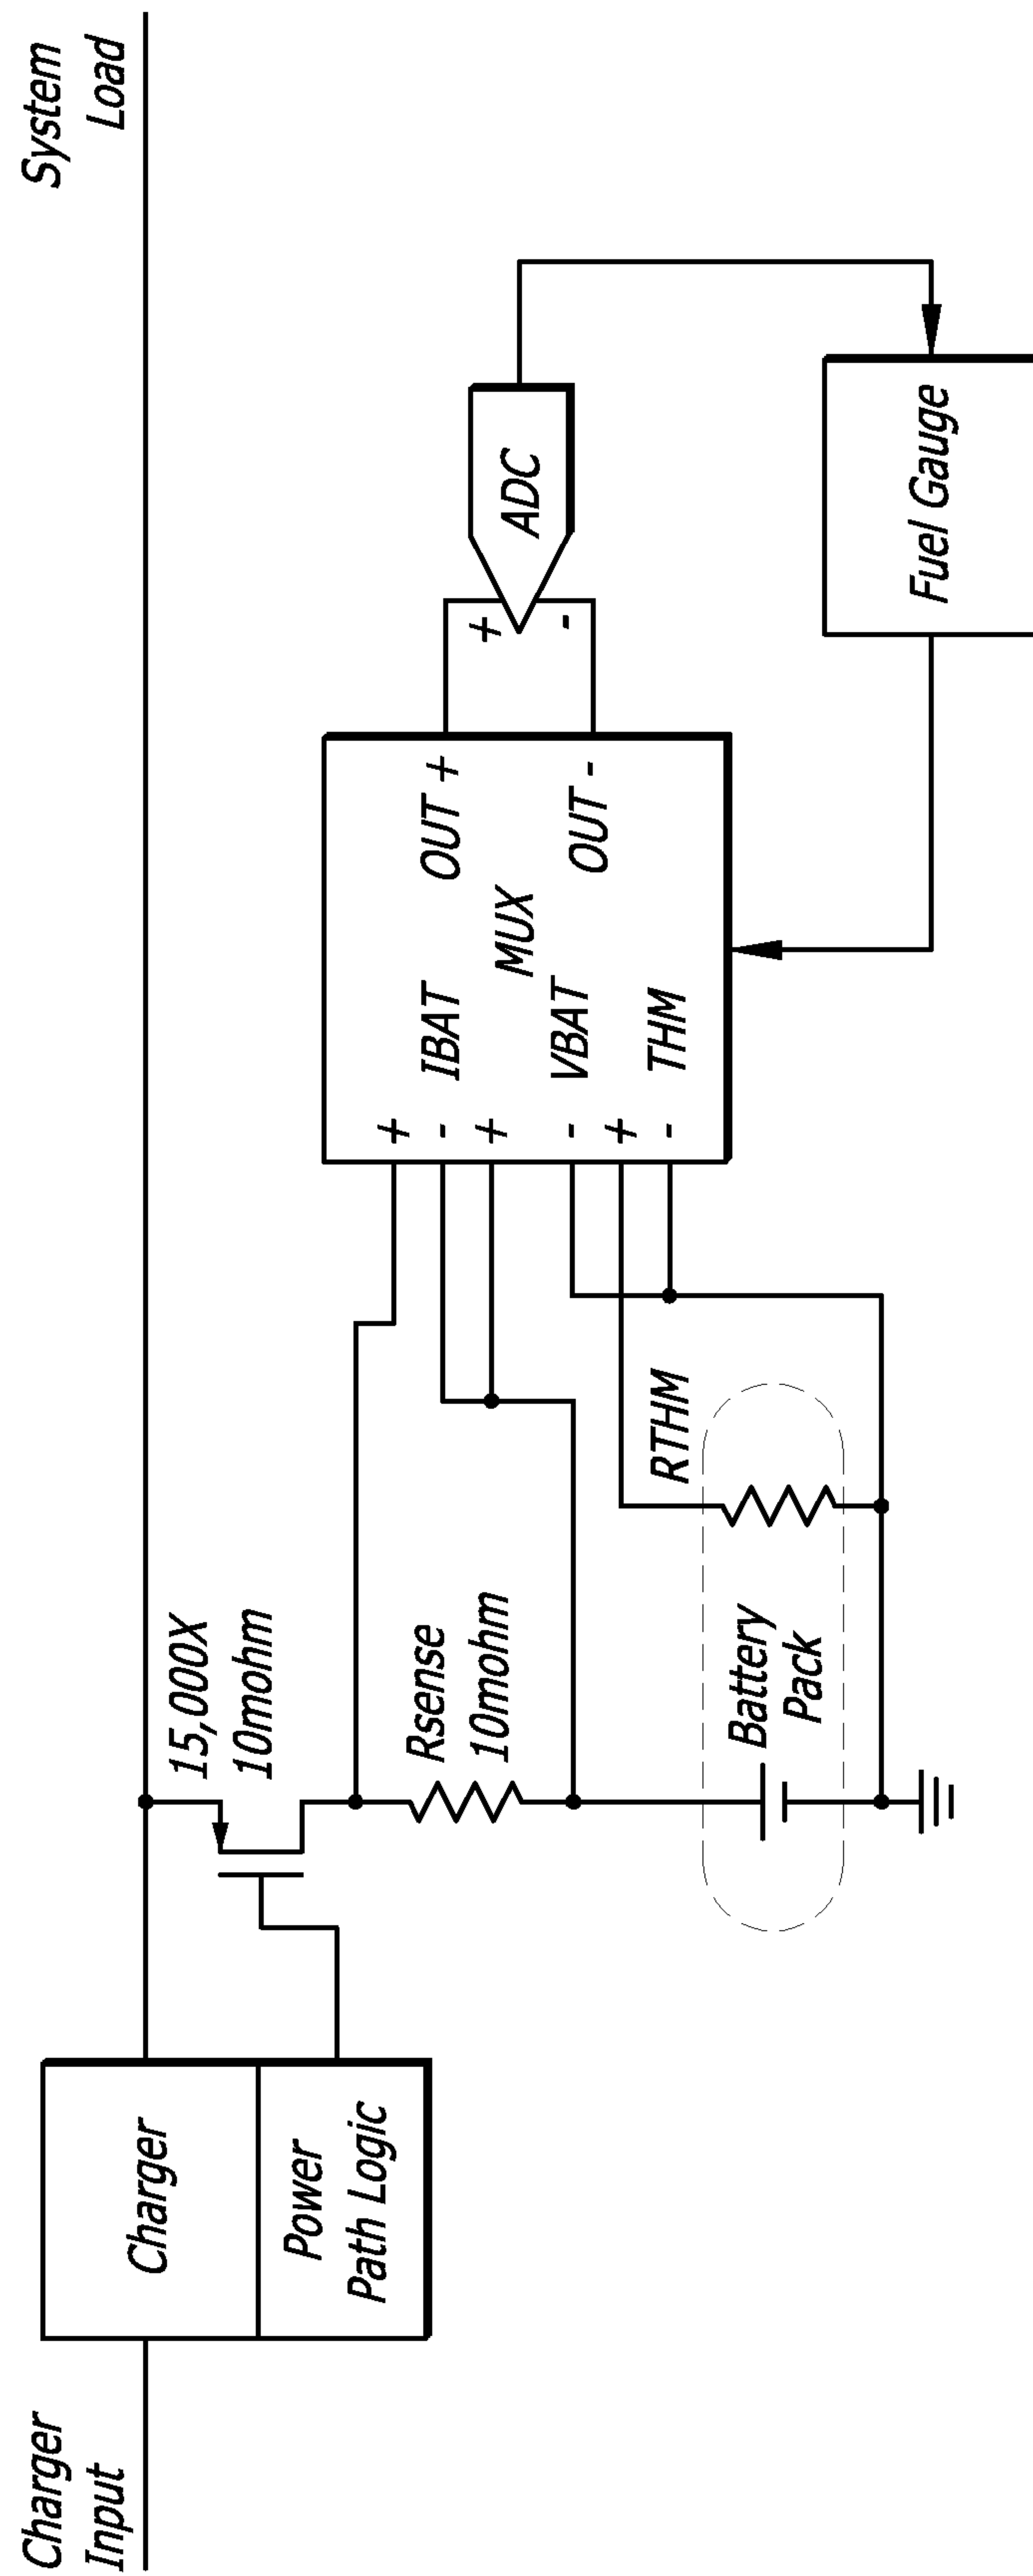 Charger
Input
Charger
Power
Path Logic
15,000X
10mohm
Rsense
10mohm
Battery
Pack
RTHM
+
-
IBAT
+
-
VBAT
+
-
THM
MUX
OUT +
OUT -
+
-
ADC
Fuel Gauge
System
Load